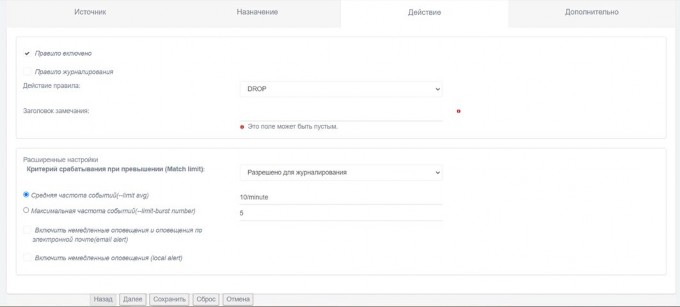 Источник Назначение Действие Дополнительно
Правило включено
Правило журналирования
Действие правила: DROP
Заголовок замечания:
Это поле может быть пустым.
Расширенные настройки
Критерий срабатывания при превышении (Match limit): Разрешено для журналирования
Средняя частота событий(--limit avg) 10/minute
Максимальная частота событий(--limit-burst number) 5
Включить немедленные оповещения и оповещения по
электронной почте(email alert)
Включить немедленные оповещения (local alert)
Назад Далее Сохранить Сброс Отмена